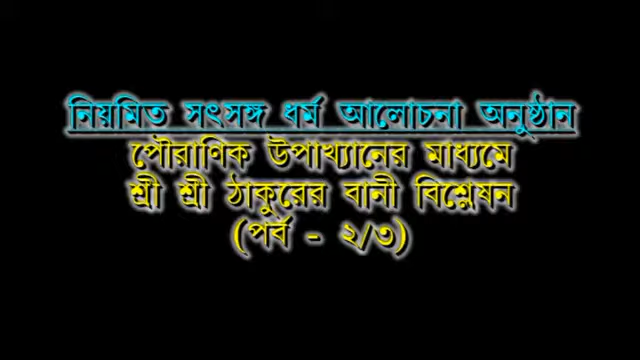 নিয়মিত সৎসঙ্গ ধর্ম আলোচনা অনুষ্ঠান
পৌরাণিক উপাখ্যানের মাধ্যমে
শ্রী শ্রী ঠাকুরের বানী বিশ্লেষন
(পর্ব - ২/৩)